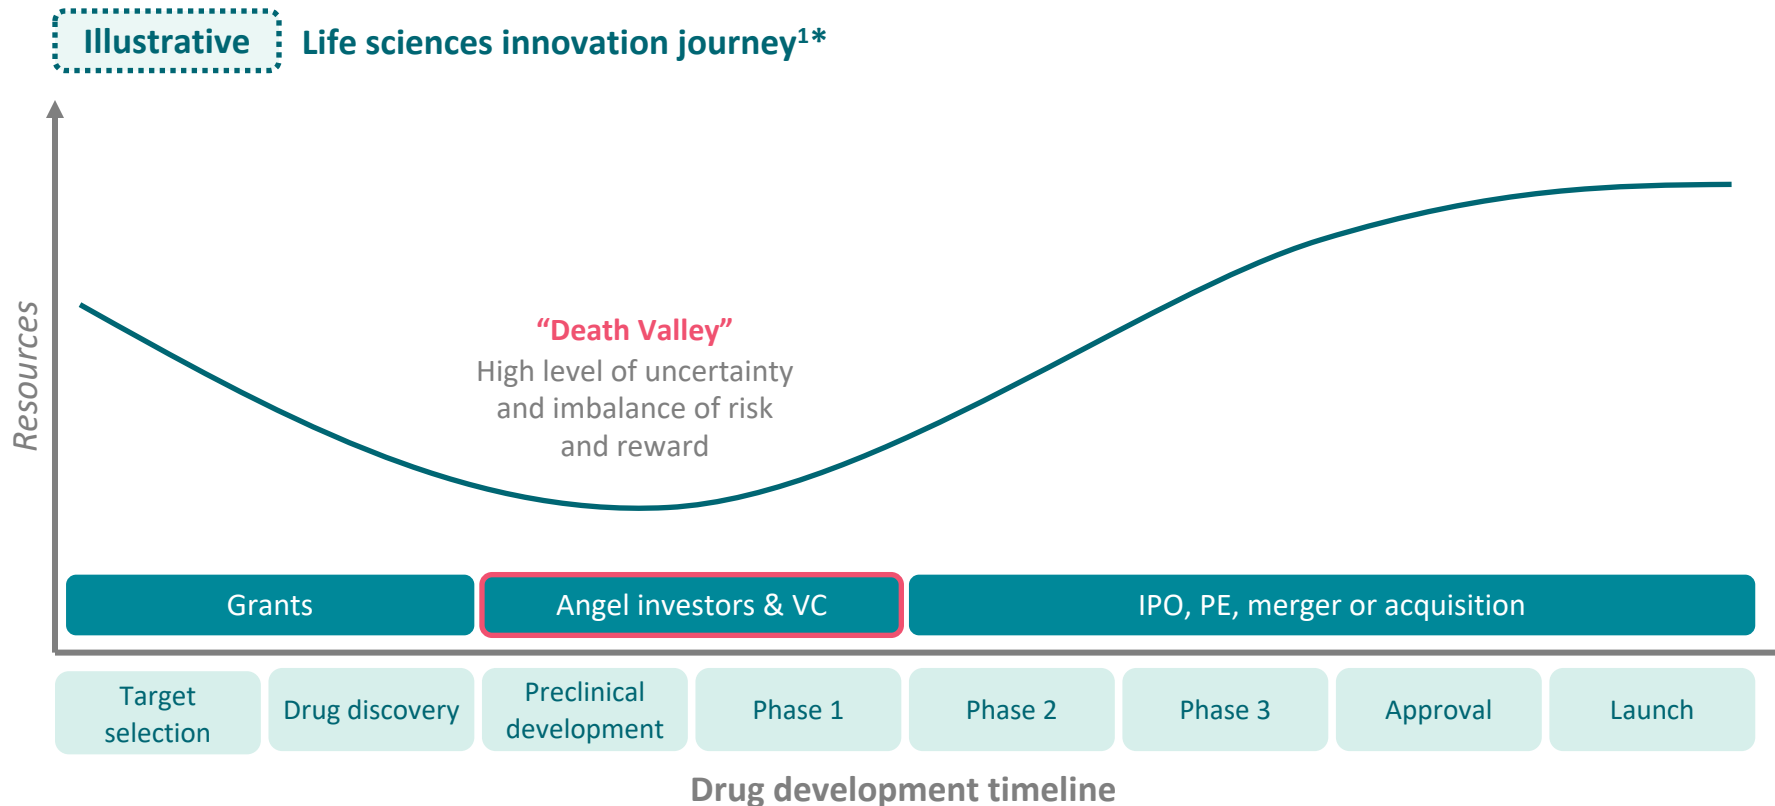 Illustrative
Life sciences innovation journey¹*
Resources
“Death Valley”
High level of uncertainty
and imbalance of risk
and reward
Grants
Angel investors & VC
IPO, PE, merger or acquisition
Target
selection
Drug discovery
Preclinical
development
Phase 1
Phase 2
Phase 3
Approval
Launch
Drug development timeline